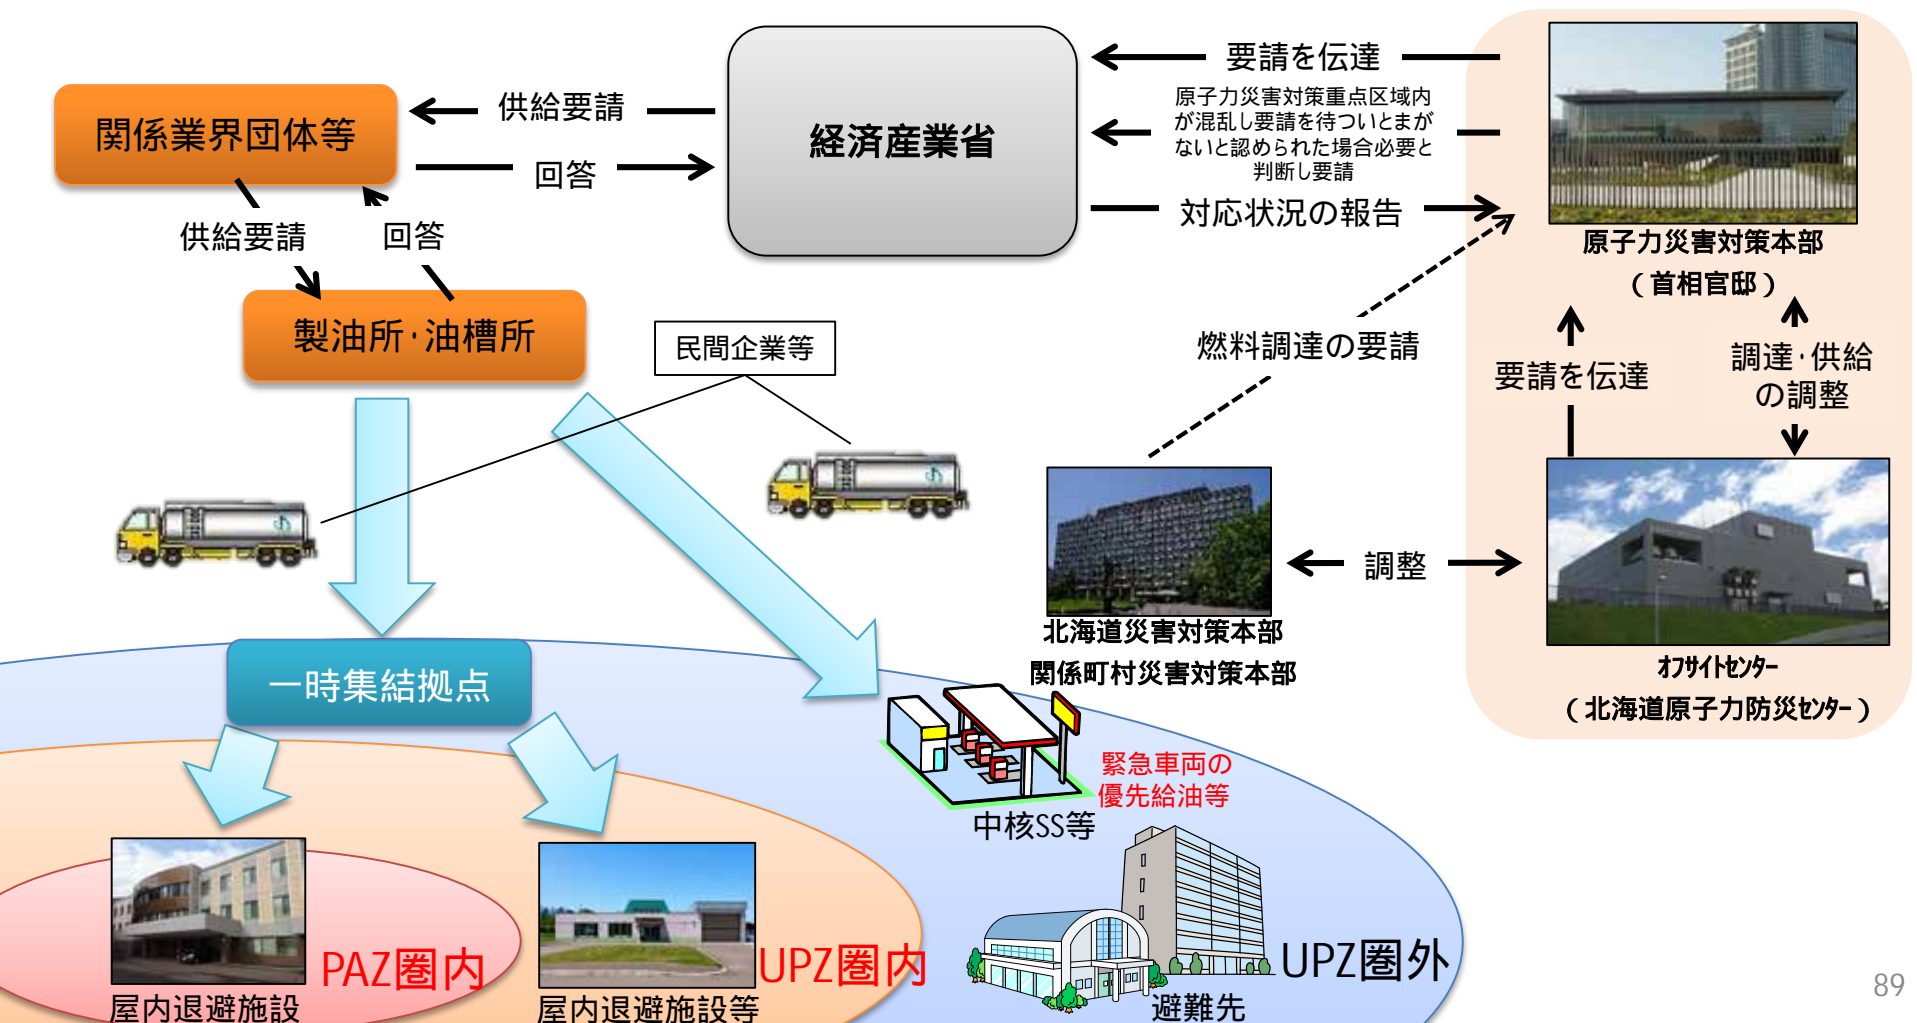 関係業界団体等
供給要請
回答
経済産業省
要請を伝達
原子力災害対策重点区域内
が混乱し要請を待ついとまが
ないと認められた場合必要と
判断し要請
対応状況の報告
原子力災害対策本部
（首相官邸）
供給要請
回答
製油所･油槽所
民間企業等
燃料調達の要請
要請を伝達
調達･供給
の調整
調整
北海道災害対策本部
関係町村災害対策本部
ｵﾌｻｲﾄｾﾝﾀｰ
（北海道原子力防災ｾﾝﾀｰ）
一時集結拠点
緊急車両の
優先給油等
中核SS等
PAZ圏内
屋内退避施設
UPZ圏内
屋内退避施設等
UPZ圏外
避難先
89